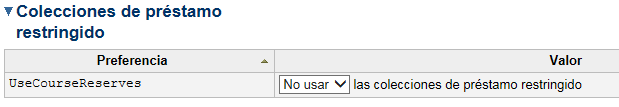 Colecciones de préstamo
restringido
Preferencia Valor
UseCourseReserves No usar las colecciones de préstamo restringido